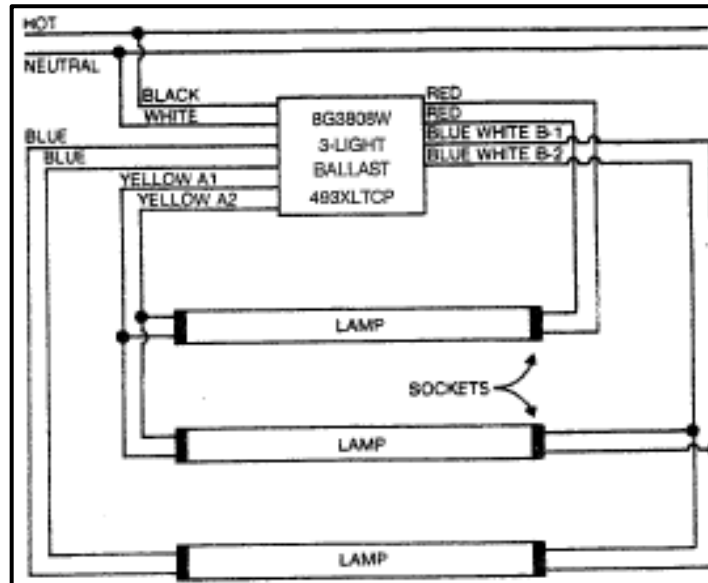 HOT
NEUTRAL
BLACK
WHITE
BLUE
BLUE
YELLOW A1
YELLOW A2
8G3808W
3-LIGHT
BALLAST
493XLTCP
RED
RED
BLUE WHITE B-1
BLUE WHITE B-2
LAMP
SOCKETS
LAMP
LAMP